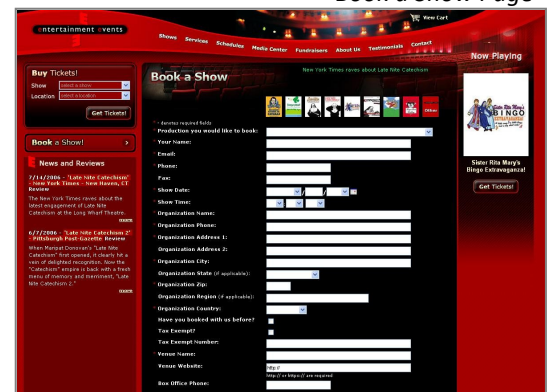 entertainment events
View Cart
Shows Services Schedules Media Center Fundraisers About Us Testimonials Contact
Buy Tickets!
Show select a show
Location select a location
Get Tickets!
Book a Show!
News and Reviews
7/14/2006 - "Late Nite Catechism"
- New York Times - New Haven, CT
Review
The New York Times raves about the
latest engagement of Late Nite
Catechism at the Long Wharf Theatre.
more
6/7/2006 - "Late Nite Catechism 2"
- Pittsburgh Post-Gazette Review
When Maripat Donovan's "Late Nite
Catechism" first opened, it clearly hit a
vein of delighted recognition. Now the
"Catechism" empire is back with a fresh
menu of memory and merriment, "Late
Nite Catechism 2."
more
Book a Show
New York Times raves about Late Nite Catechism
Other
* - denotes required fields
* Production you would like to book:
* Your Name:
* Email:
* Phone:
Fax:
* Show Date:
/ /
* Show Time:
: :
* Organization Name:
* Organization Phone:
* Organization Address 1:
Organization Address 2:
* Organization City:
Organization State (if applicable):
* Organization Zip:
Organization Region (if applicable):
* Organization Country:
Have you booked with us before?
Tax Exempt?
Tax Exempt Number:
* Venue Name:
Venue Website:
http://
http:// or https:// are required
Box Office Phone:
Now Playing
Sister Rita Mary's
BINGO
EXTRAVAGANZA!
Sister Rita Mary's
Bingo Extravaganza!
Get Tickets!